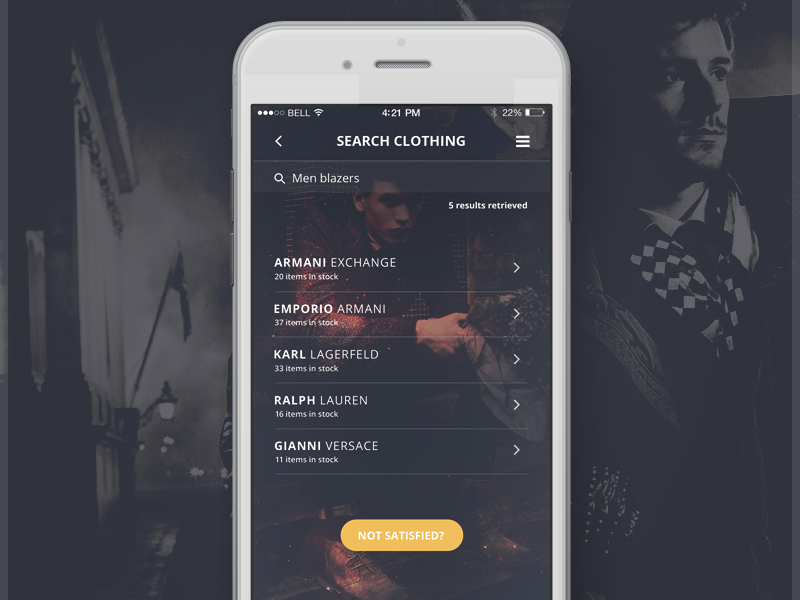 BELL 4:21 PM 22%
SEARCH CLOTHING
Men blazers
5 results retrieved
ARMANI EXCHANGE
20 items in stock
EMPORIO ARMANI
37 items in stock
KARL LAGERFELD
33 items in stock
RALPH LAUREN
16 items in stock
GIANNI VERSACE
11 items in stock
NOT SATISFIED?